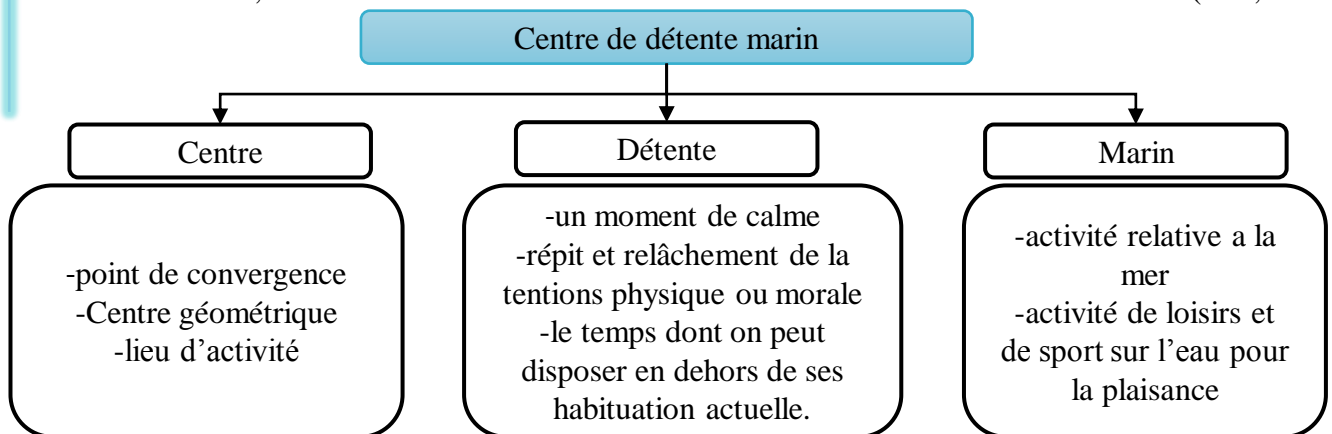 Centre de détente marin
Centre
Détente
Marin
-point de convergence
-Centre géométrique
-lieu d’activité
-un moment de calme
-répit et relâchement de la
tentions physique ou morale
-le temps dont on peut
disposer en dehors de ses
habituation actuelle.
-activité relative a la
mer
-activité de loisirs et
de sport sur l’eau pour
la plaisance